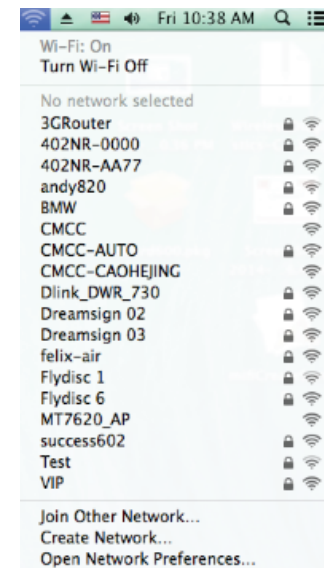 Fri 10:38 AM
Wi-Fi: On
Turn Wi-Fi Off
No network selected
3GRouter
402NR-0000
402NR-AA77
andy820
BMW
CMCC
CMCC-AUTO
CMCC-CAOHEJING
Dlink_DWR_730
Dreamsign 02
Dreamsign 03
felix-air
Flydisc 1
Flydisc 6
MT7620_AP
success602
Test
VIP
Join Other Network...
Create Network...
Open Network Preferences...